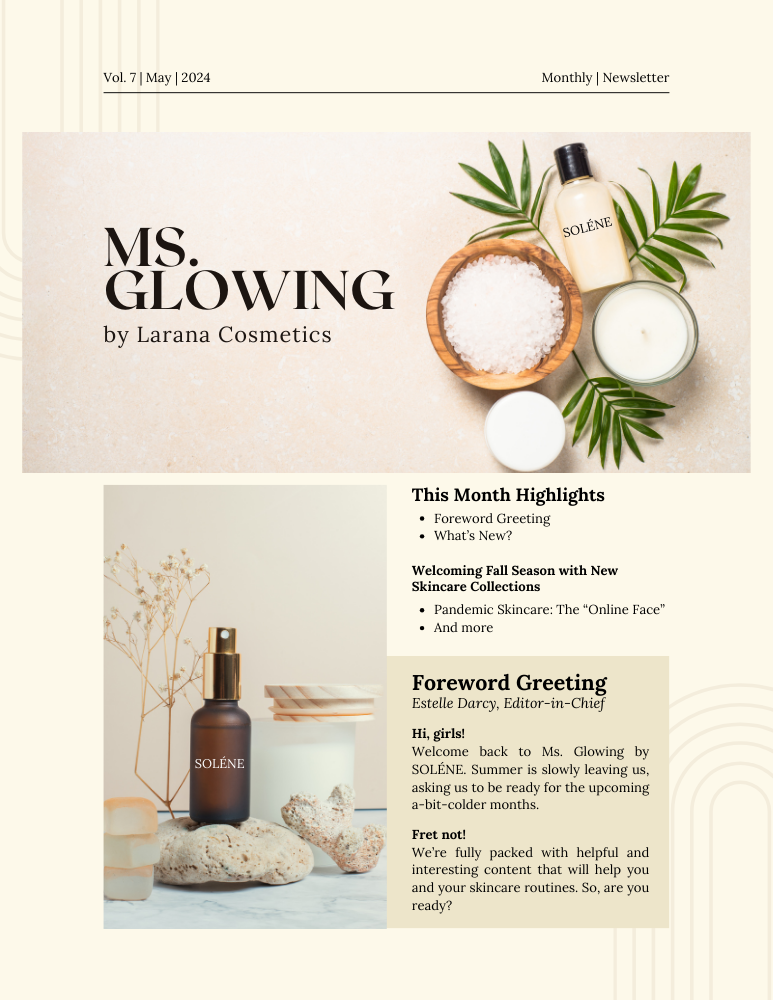 Vol. 7 | May | 2024
Monthly | Newsletter
MS.
GLOWING
by Larana Cosmetics
SOLÉNE
This Month Highlights
• Foreword Greeting
• What's New?
Welcoming Fall Season with New
Skincare Collections
• Pandemic Skincare: The “Online Face”
• And more
SOLÉNE
Foreword Greeting
Estelle Darcy, Editor-in-Chief
Hi, girls!
Welcome back to Ms. Glowing by
SOLÉNE. Summer is slowly leaving us,
asking us to be ready for the upcoming
a-bit-colder months.
Fret not!
We’re fully packed with helpful and
interesting content that will help you
and your skincare routines. So, are you
ready?